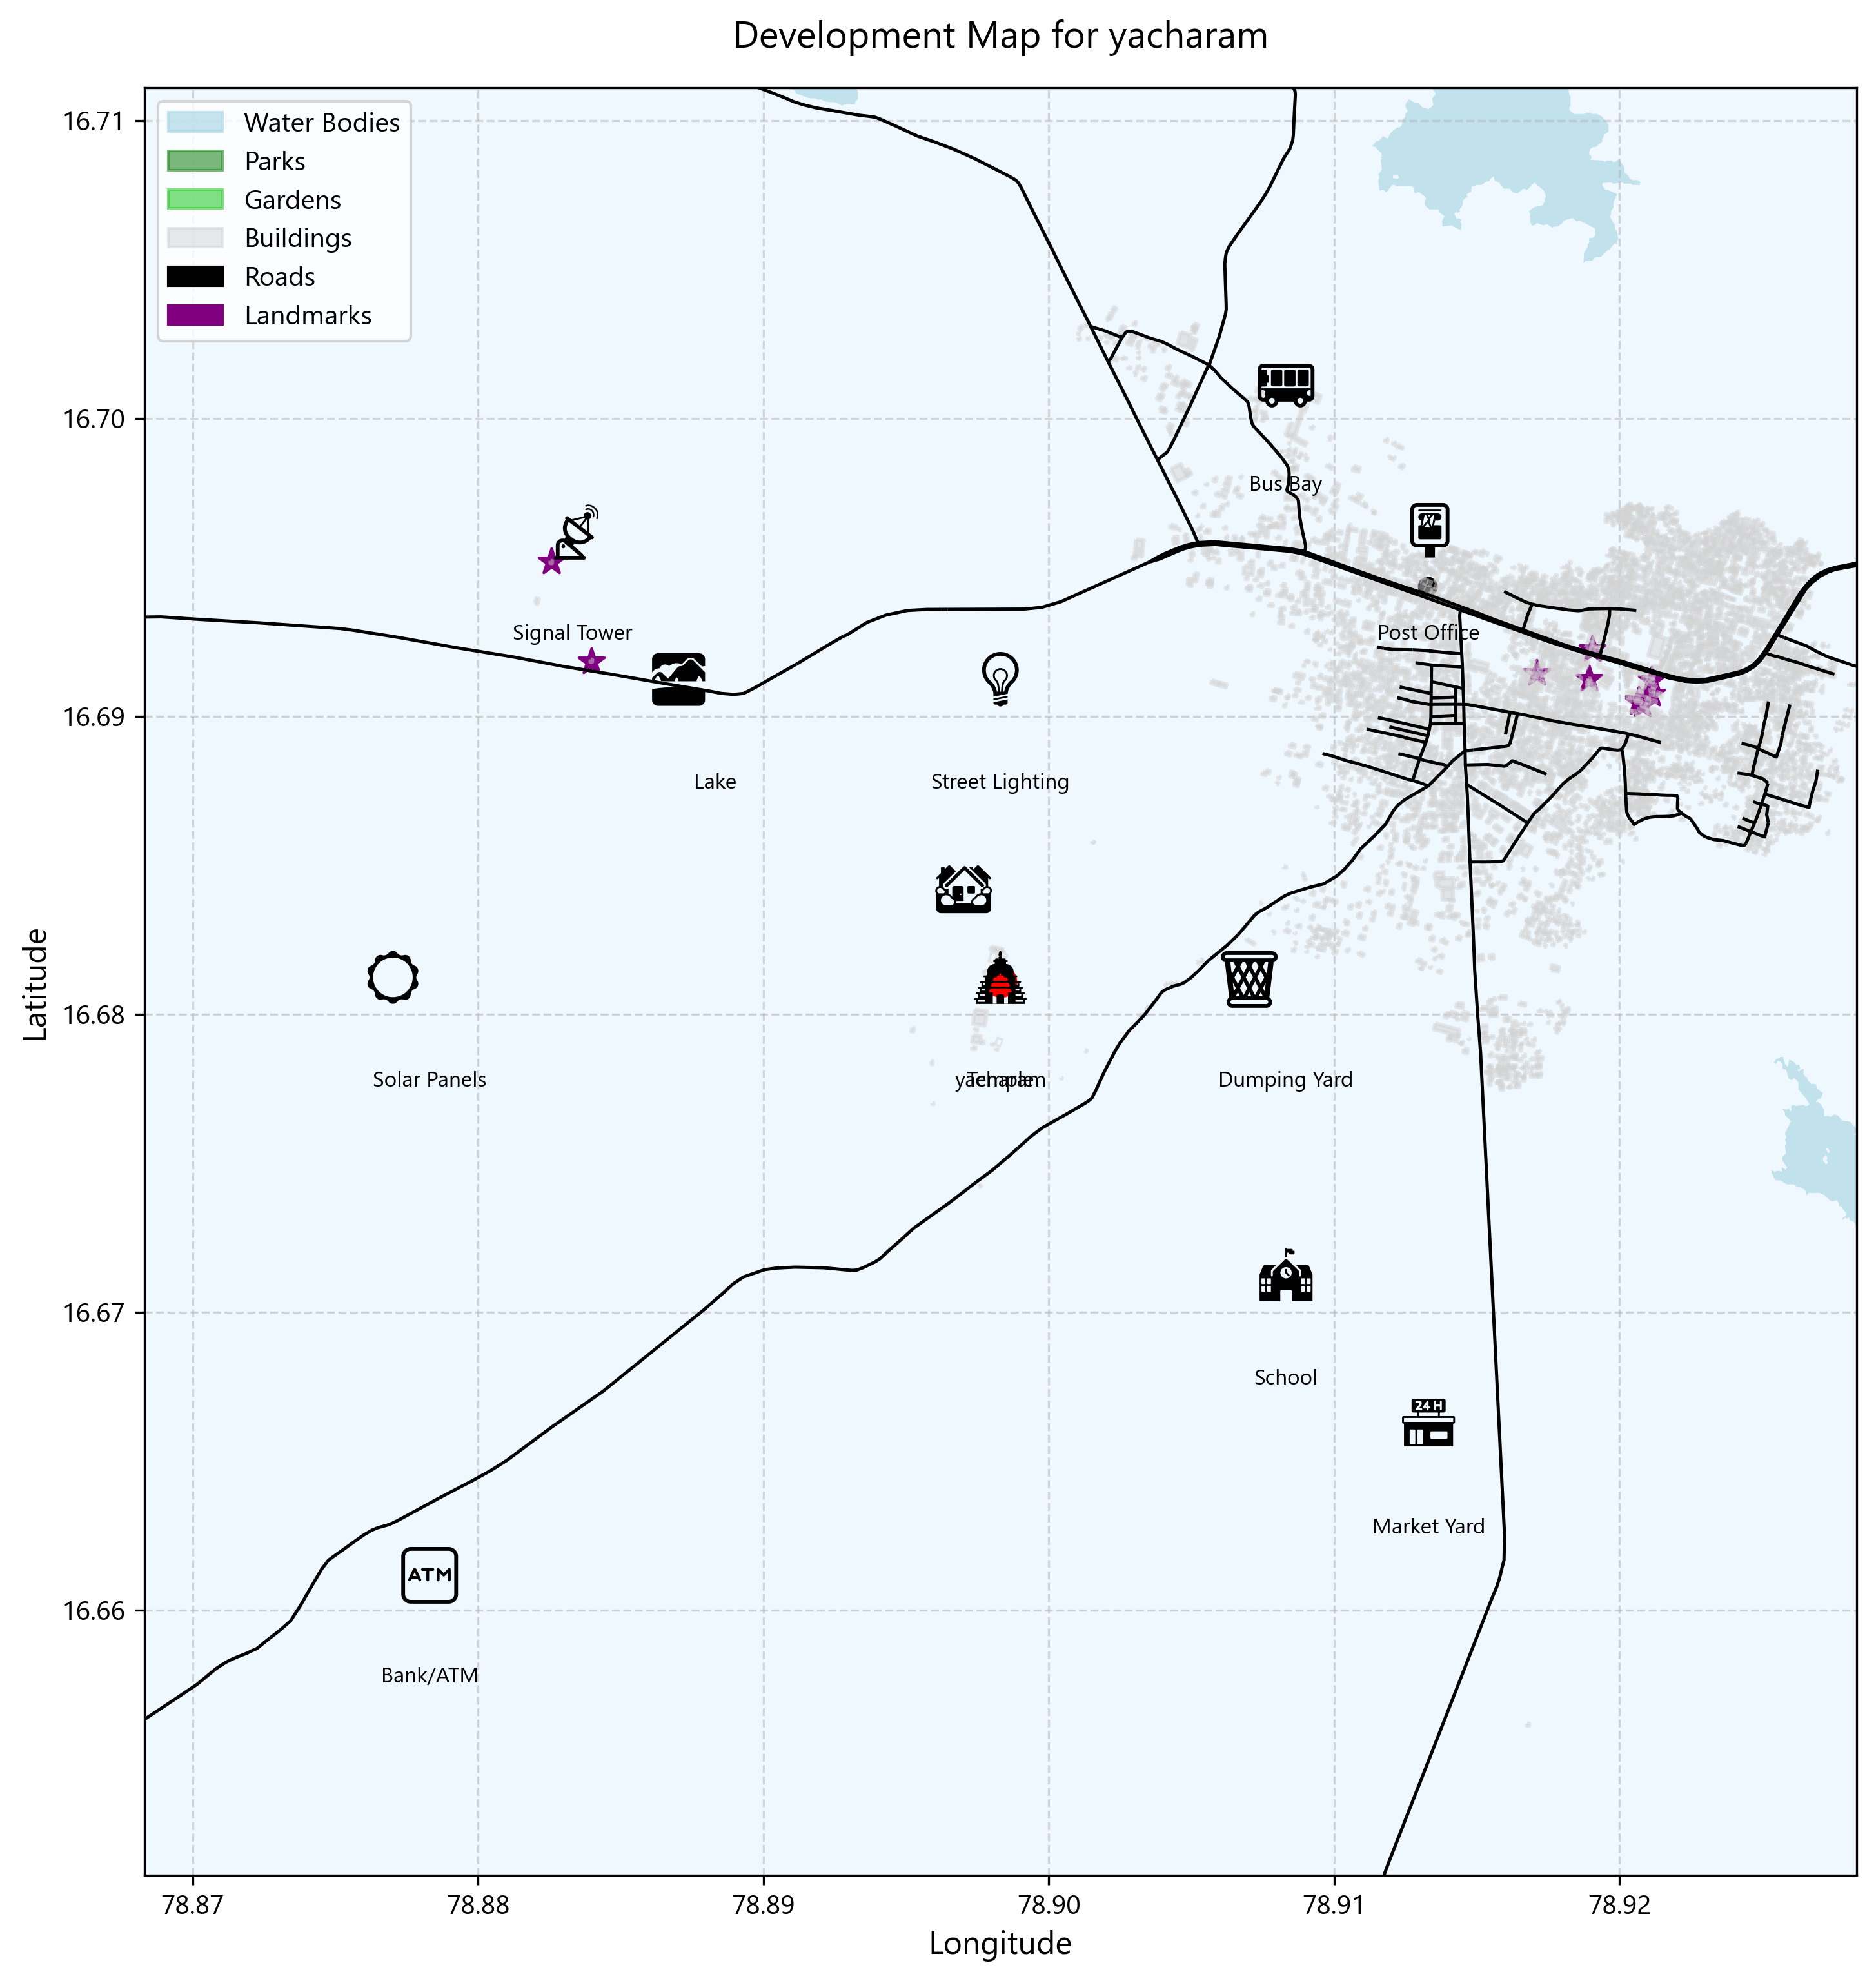 Development Map for yacharam
Water Bodies
Parks
Gardens
Buildings
Roads
Landmarks
16.71
16.70
16.69
16.68
16.67
16.66
Latitude
Bus Bay
Signal Tower
Post Office
Lake
Street Lighting
Solar Panels
yacharam
Temple
Dumping Yard
School
24 H
Market Yard
ATM
Bank/ATM
78.87
78.88
78.89
78.90
78.91
78.92
Longitude